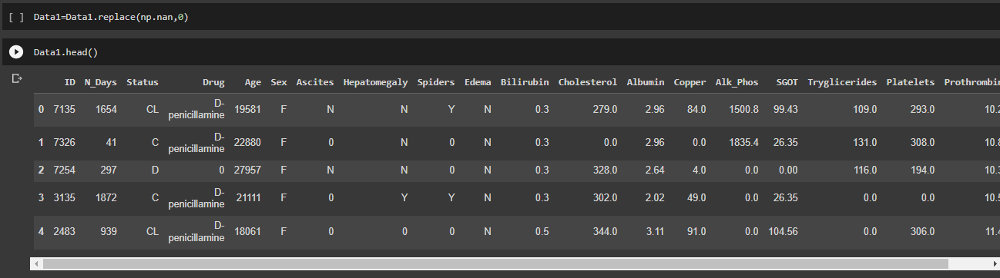 [ ] Data1=Data1.replace(np.nan,0)
Data1.head()
ID N_Days Status Drug Age Sex Ascites Hepatomegaly Spiders Edema Bilirubin Cholesterol Albumin Copper Alk_Phos SGOT Tryglicerides Platelets Prothrombin
0 7135 1654 CL D-penicillamine 19581 F N N Y N 0.3 279.0 2.96 84.0 1500.8 99.43 109.0 293.0 10.2
1 7326 41 C D-penicillamine 22880 F 0 N 0 N 0.3 0.0 2.96 0.0 1835.4 26.35 131.0 308.0 10.8
2 7254 297 D 0 27957 F N N 0 N 0.3 328.0 2.64 4.0 0.0 0.00 116.0 194.0 10.3
3 3135 1872 C D-penicillamine 21111 F 0 Y Y N 0.3 302.0 2.02 49.0 0.0 26.35 0.0 0.0 10.5
4 2483 939 CL D-penicillamine 18061 F 0 0 0 N 0.5 344.0 3.11 91.0 0.0 104.56 0.0 306.0 11.4